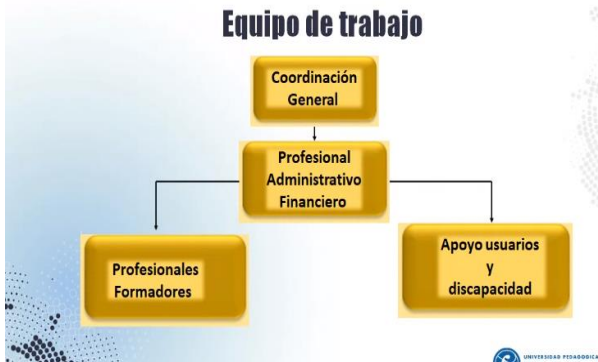 Equipo de trabajo
Coordinación
General
Profesional
Administrativo
Financiero
Profesionales
Formadores
Apoyo usuarios
y
discapacidad
UNIVERSIDAD PEDAGÓGICA